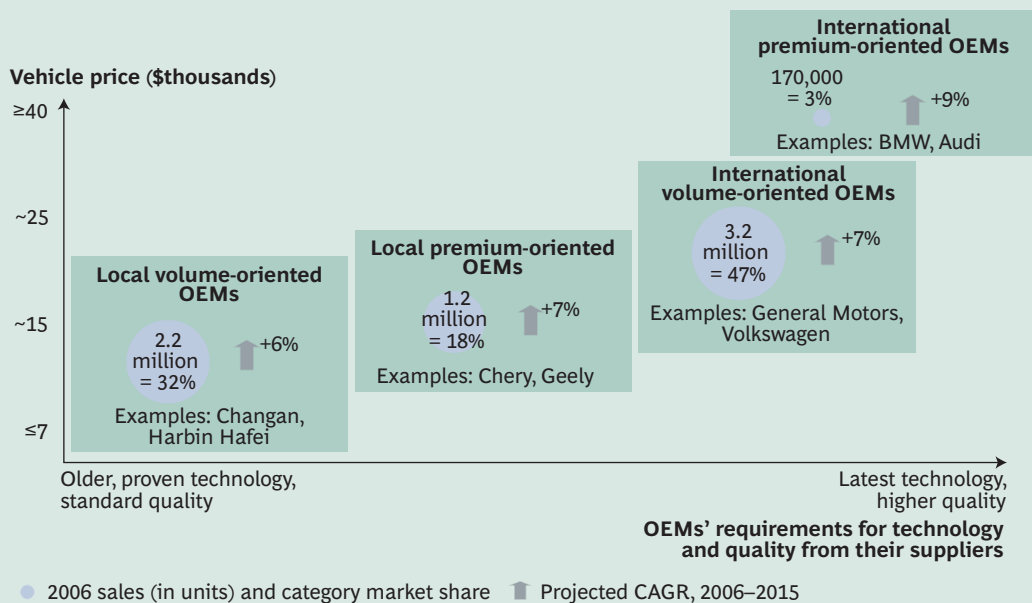 International
premium-oriented OEMs
170,000
= 3%
+9%
Examples: BMW, Audi
Vehicle price ($thousands)
≥40
~25
~15
≤7
International
volume-oriented OEMs
3.2
million
= 47%
+7%
Examples: General Motors,
Volkswagen
Local premium-oriented
OEMs
1.2
million
= 18%
+7%
Examples: Chery, Geely
Local volume-oriented
OEMs
2.2
million
= 32%
+6%
Examples: Changan,
Harbin Hafei
Older, proven technology,
standard quality
Latest technology,
higher quality
OEMs’ requirements for technology
and quality from their suppliers
2006 sales (in units) and category market share
Projected CAGR, 2006–2015